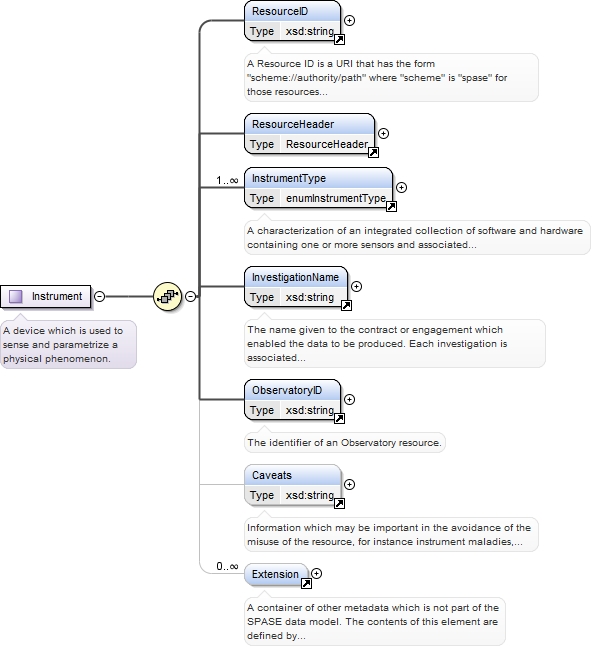 ResourceID
Type xsd:string
A Resource ID is a URI that has the form
"scheme://authority/path" where "scheme" is "spase" for
those resources...
ResourceHeader
Type ResourceHeader
1..∞
InstrumentType
Type enumInstrumentType
A characterization of an integrated collection of software and hardware
containing one or more sensors and associated...
InvestigationName
Type xsd:string
Instrument
A device which is used to
sense and parametrize a
physical phenomenon.
The name given to the contract or engagement which
enabled the data to be produced. Each investigation is
associated...
ObservatoryID
Type xsd:string
The identifier of an Observatory resource.
Caveats
Type xsd:string
Information which may be important in the avoidance of the
misuse of the resource, for instance instrument maladies,...
0..∞
Extension
A container of other metadata which is not part of the
SPASE data model. The contents of this element are
defined by...